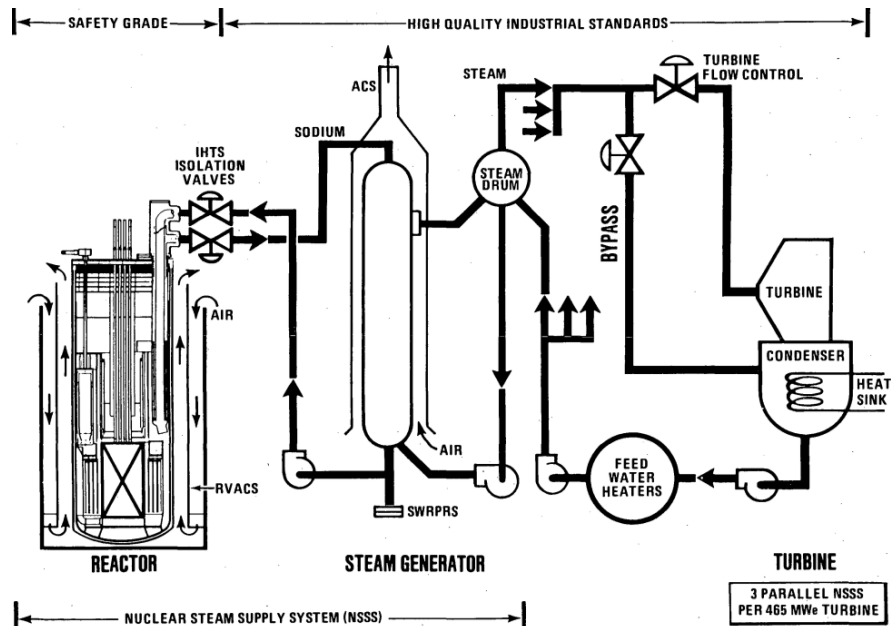 SAFETY GRADE
HIGH QUALITY INDUSTRIAL STANDARDS
ACS
STEAM
TURBINE
FLOW CONTROL
SODIUM
IHTS
ISOLATION
VALVES
STEAM
DRUM
BYPASS
AIR
TURBINE
CONDENSER
HEAT
SINK
AIR
FEED
WATER
HEATERS
RVACS
SWRPRS
REACTOR
STEAM GENERATOR
TURBINE
3 PARALLEL NSSS
PER 465 MWe TURBINE
NUCLEAR STEAM SUPPLY SYSTEM (NSSS)